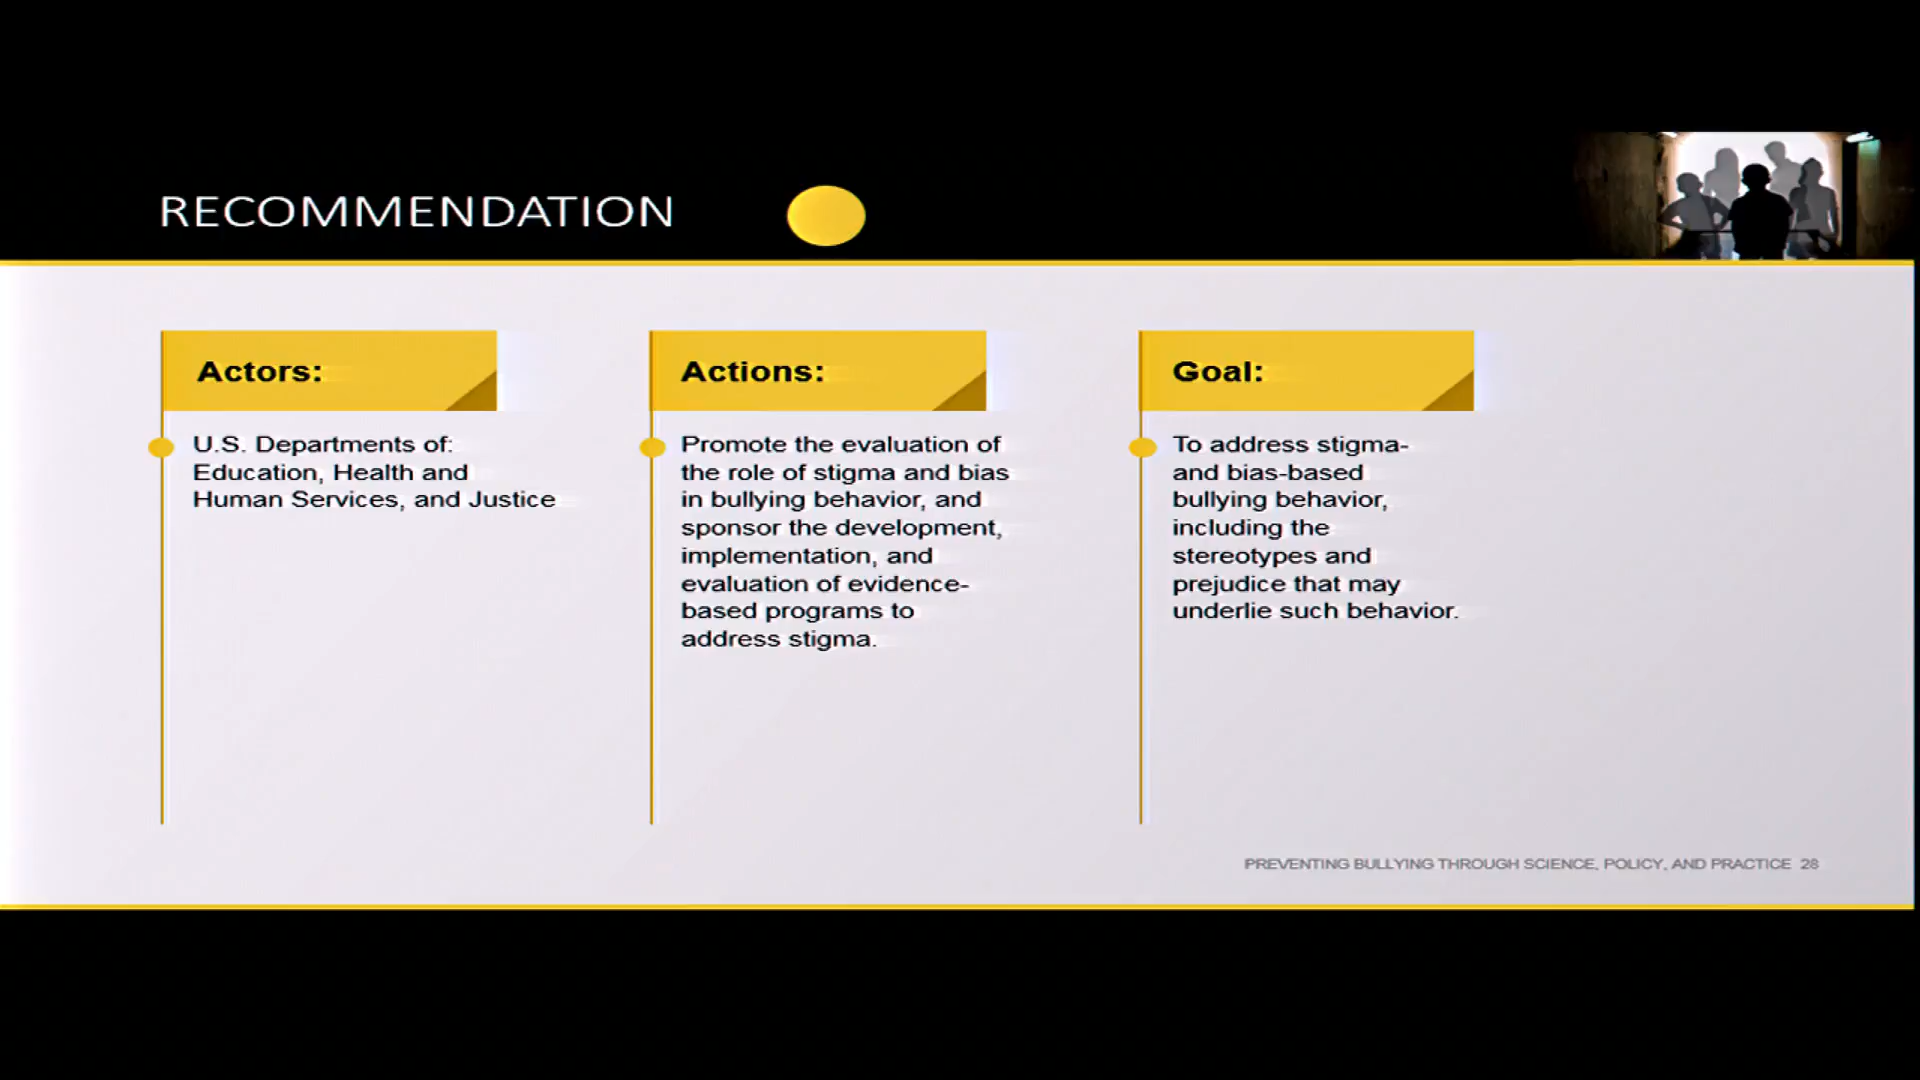 RECOMMENDATION
Actors:
U.S. Departments of:
Education, Health and
Human Services, and Justice
Actions:
Promote the evaluation of
the role of stigma and bias
in bullying behavior, and
sponsor the development,
implementation, and
evaluation of evidence-
based programs to
address stigma.
Goal:
To address stigma-
and bias-based
bullying behavior,
including the
stereotypes and
prejudice that may
underlie such behavior.
PREVENTING BULLYING THROUGH SCIENCE, POLICY, AND PRACTICE 28